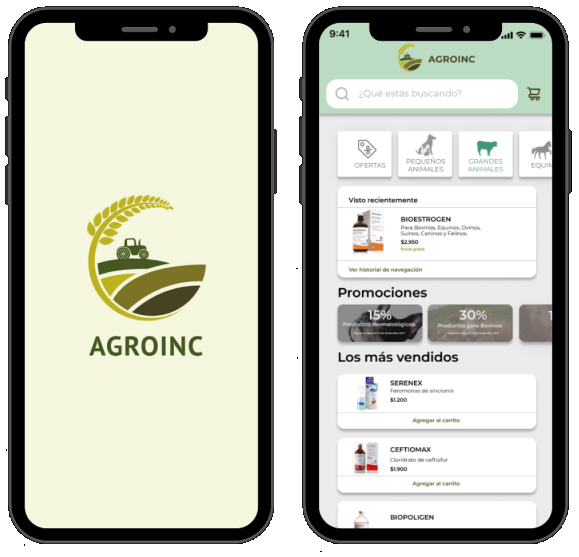 AGROINC
9:41
AGROINC
¿Qué estás buscando?
OFERTAS
PEQUEÑOS
ANIMALES
GRANDES
ANIMALES
EQUIN
Visto recientemente
BIOESTROGEN
Para Bovinos, Equinos, Ovinos,
Suinos, Caninos y Felinos.
$2.950
Envío gratis
Ver historial de navegación
Promociones
15%
Productos dermatológicos
30%
Productos para Bovinos
1
Los más vendidos
SERENEX
Feromonas de sincronía
$1.200
Agregar al carrito
CEFTIOMAX
Cloridrato de ceftiofur
$1.900
Agregar al carrito
BIOPOLIGEN